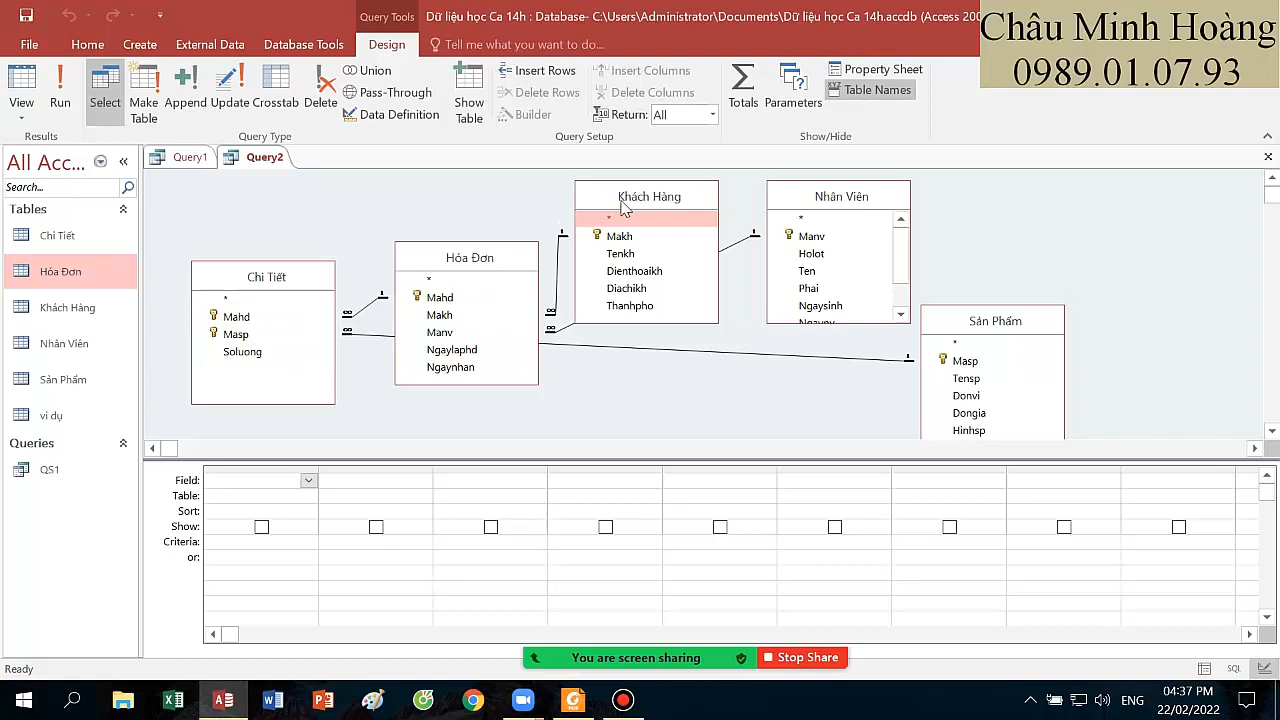 Query Tools
Dữ liệu học Ca 14h : Database- C:\Users\Administrator\Documents\Dữ liệu học Ca 14h.accdb (Access 200
Châu Minh Hoàng
0989.01.07.93
File Home Create External Data Database Tools Design Tell me what you want to do...
View Run Select Make Table Append Update Crosstab Delete
Union
Pass-Through
Data Definition
Show Table
Insert Rows
Delete Rows
Builder
Insert Columns
Delete Columns
Return: All
Totals Parameters
Property Sheet
Table Names
Results Query Type Query Setup Show/Hide
All Acc...
Search...
Tables
Chi Tiết
Hóa Đơn
Khách Hàng
Nhân Viên
Sản Phẩm
ví dụ
Queries
QS1
Query1 Query2
Chi Tiết
*
Mahd
Masp
Soluong
Hóa Đơn
*
Mahd
Makh
Manv
Ngaylaphd
Ngaynhan
Khách Hàng
*
Makh
Tenkh
Dienthoaikh
Diachikh
Thanhpho
Nhân Viên
*
Manv
Holot
Ten
Phai
Ngaysinh
Sản Phẩm
*
Masp
Tensp
Donvi
Dongia
Hinhsp
Field:
Table:
Sort:
Show:
Criteria:
or:
You are screen sharing Stop Share
Ready
SQL
ENG
04:37 PM
22/02/2022